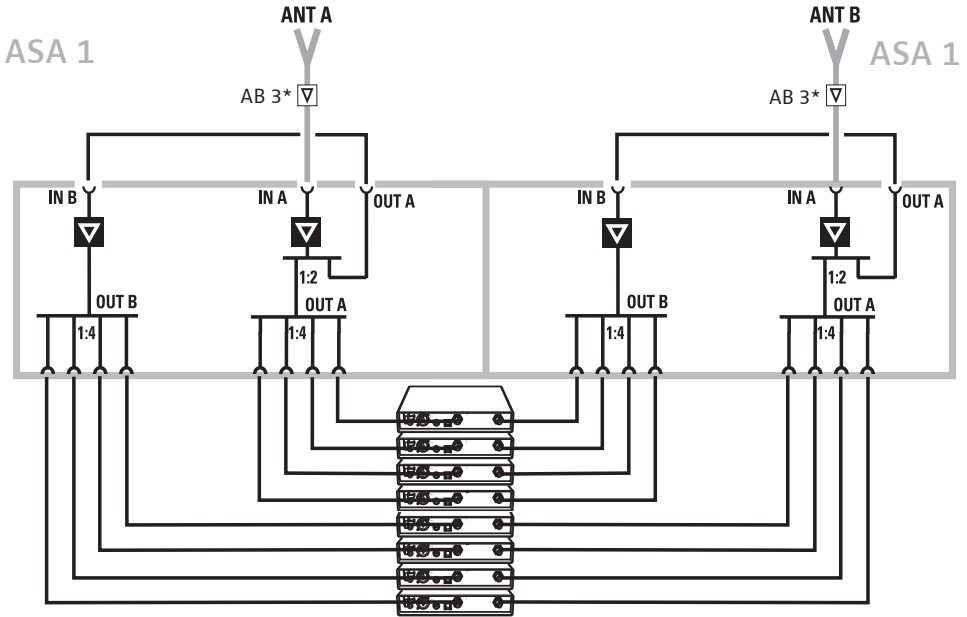 ANT A
ANT B
ASA 1
ASA 1
AB 3*
AB 3*
IN B
IN A
OUT A
IN B
IN A
OUT A
1:2
1:2
OUT B
OUT A
OUT B
OUT A
1:4
1:4
1:4
1:4